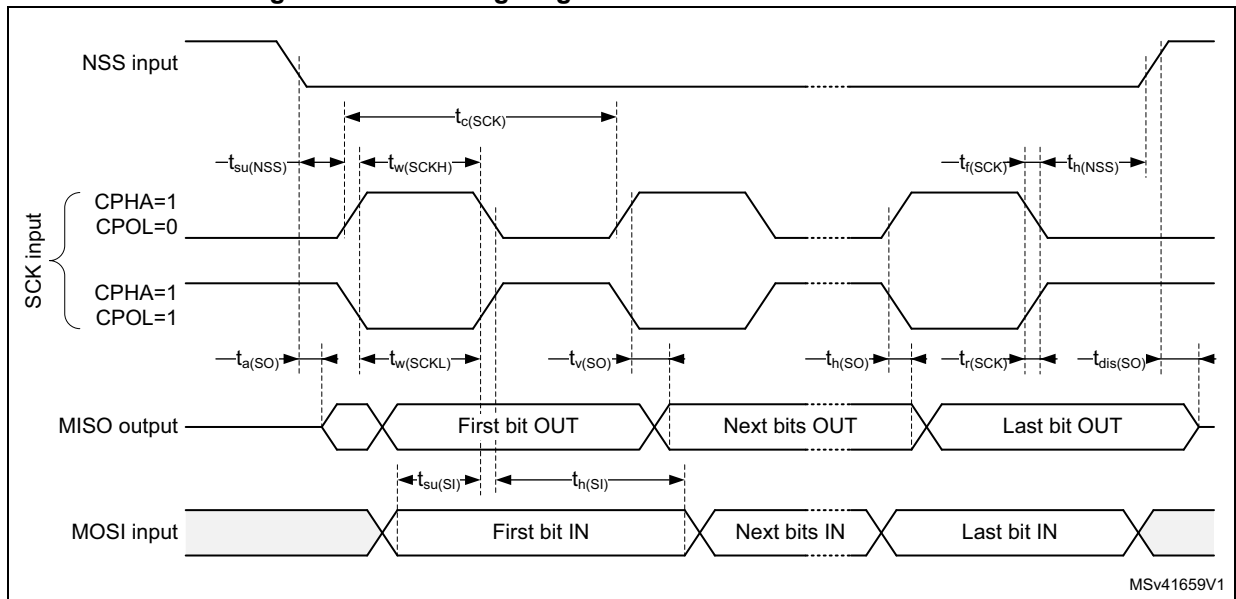 NSS input
tc(SCK)
tsu(NSS) tw(SCKH) tf(SCK) th(NSS)
SCK input
CPHA=1
CPOL=0
CPHA=1
CPOL=1
ta(SO) tw(SCKL) tv(SO) th(SO) tr(SCK) tdis(SO)
MISO output First bit OUT Next bits OUT Last bit OUT
tsu(SI) th(SI)
MOSI input First bit IN Next bits IN Last bit IN
MSv41659V1